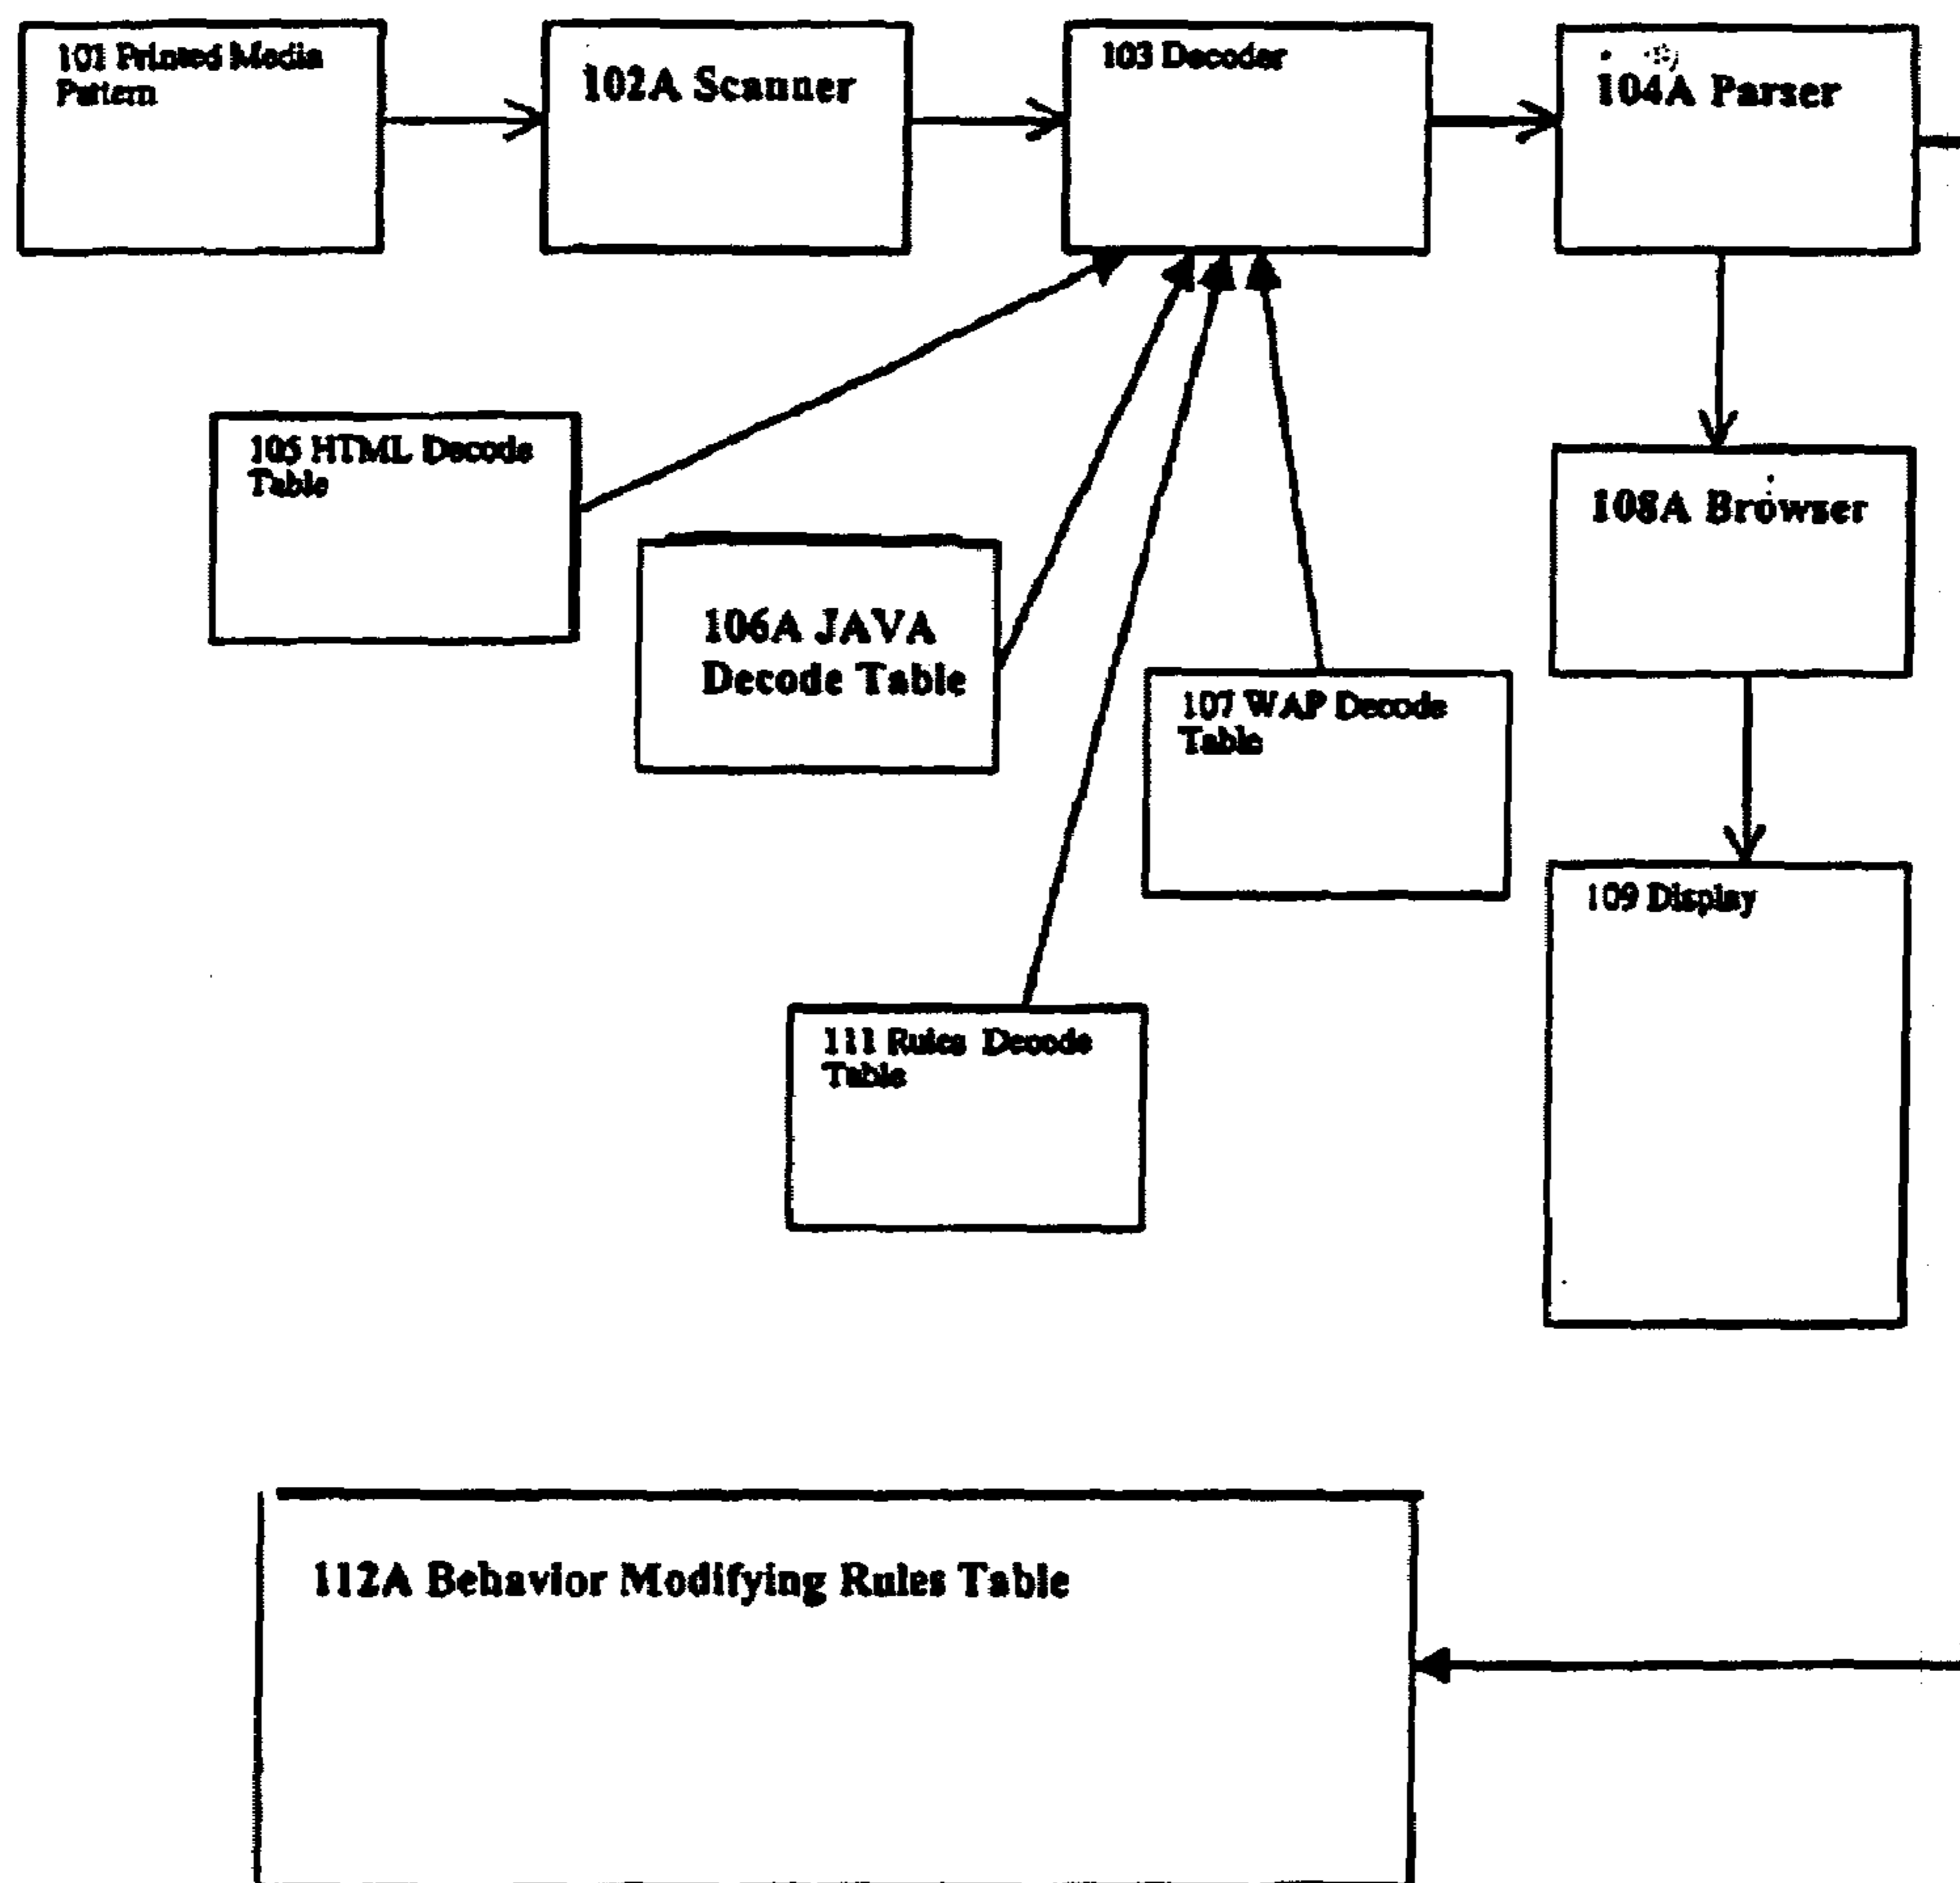 101 Printed Media
Pattern
102A Scanner
103 Decoder
104A Parser
105 HTML Decode
Table
106A JAVA
Decode Table
108A Browser
107 WAP Decode
Table
109 Display
111 Rules Decode
Table
112A Behavior Modifying Rules Table